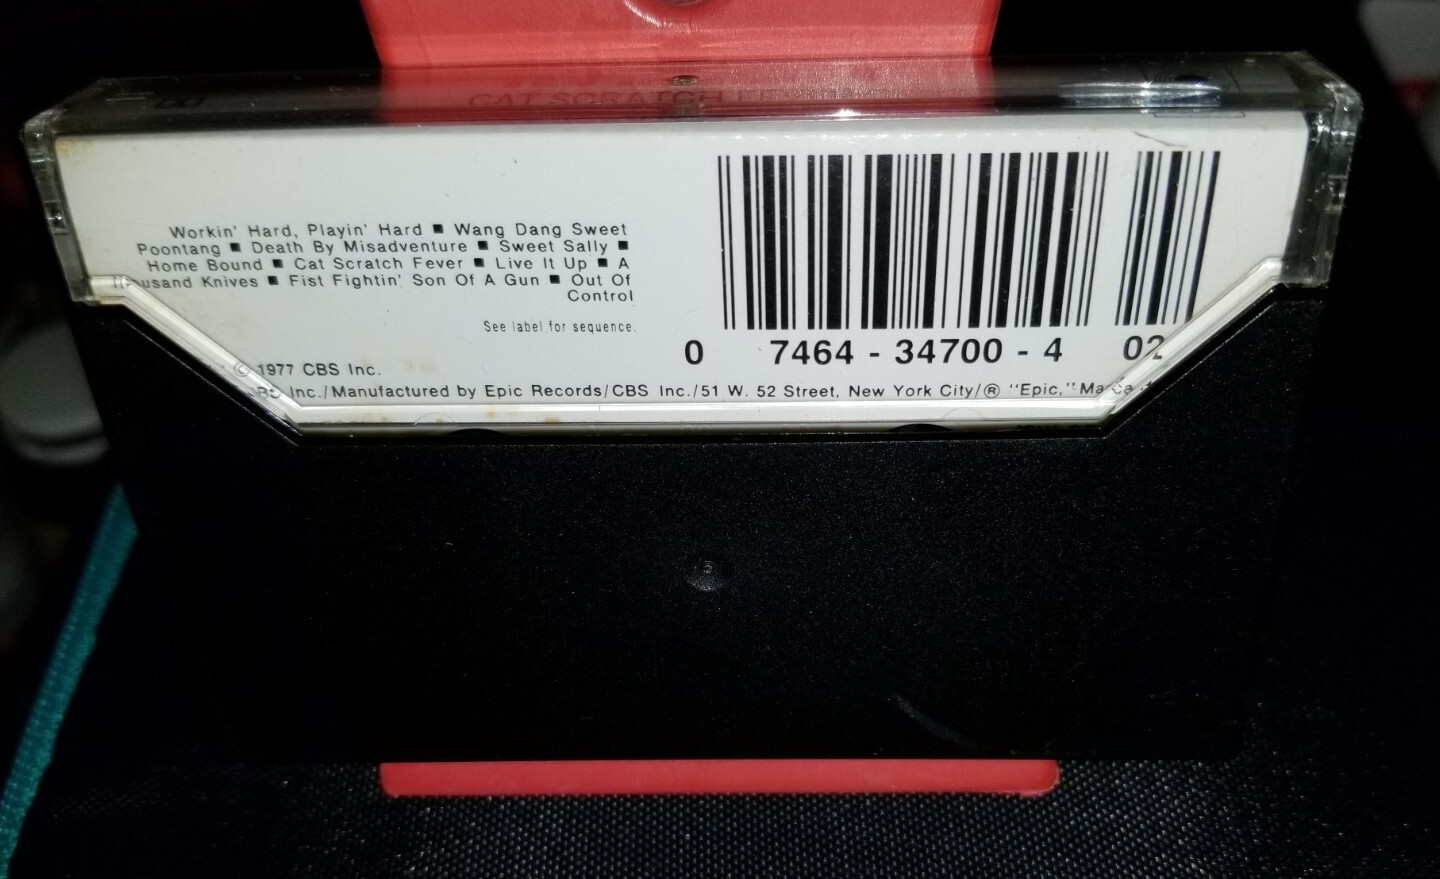 CAT SCRATCH FEVER
Workin' Hard, Playin' Hard ■ Wang Dang Sweet
Poontang ■ Death By Misadventure ■ Sweet Sally ■
Home Bound ■ Cat Scratch Fever ■ Live It Up ■ A
Thousand Knives ■ Fist Fightin' Son Of A Gun ■ Out Of
Control
See label for sequence.
0 7464 - 34700 - 4 02
© 1977 CBS Inc.
Inc./Manufactured by Epic Records/CBS Inc./51 W. 52 Street, New York City/® "Epic,"